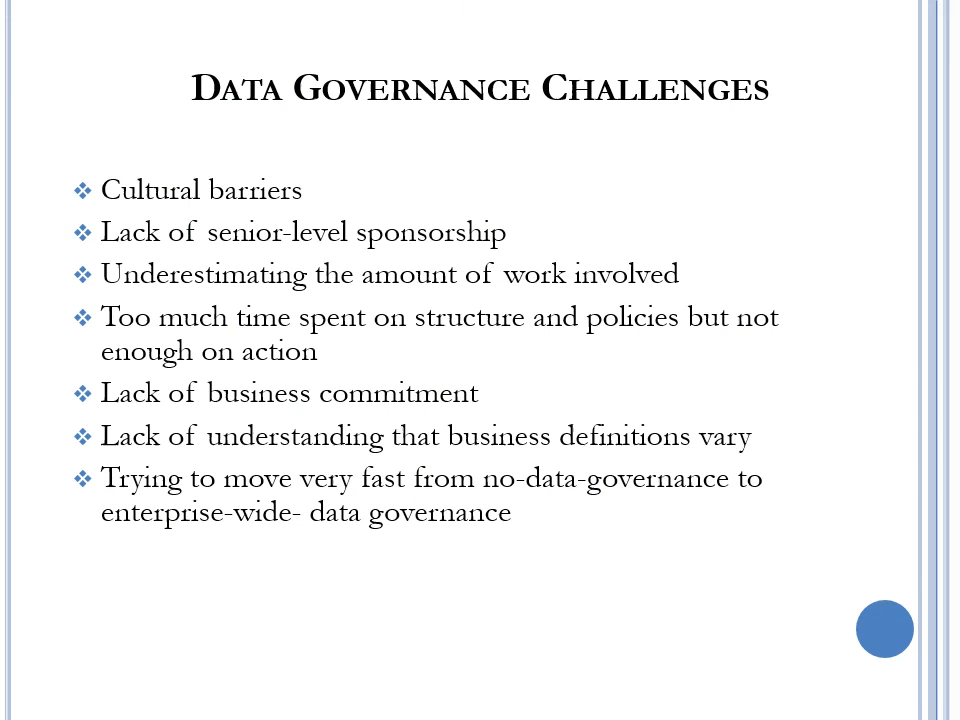 DATA GOVERNANCE CHALLENGES
Cultural barriers
Lack of senior-level sponsorship
Underestimating the amount of work involved
Too much time spent on structure and policies but not
enough on action
Lack of business commitment
Lack of understanding that business definitions vary
Trying to move very fast from no-data-governance to
enterprise-wide- data governance